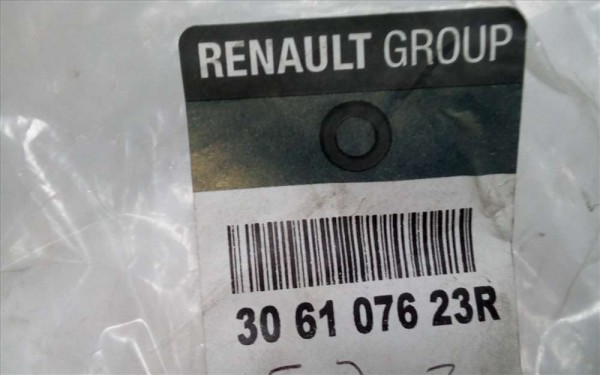 RENAULT GROUP
30 61 076 23R